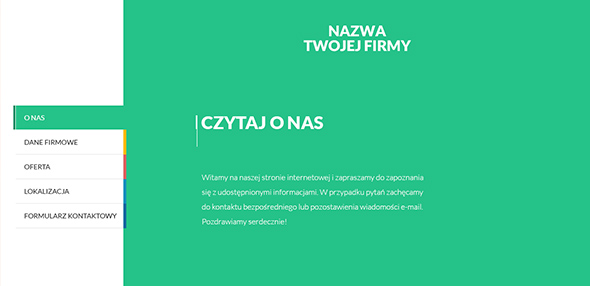 NAZWA
TWOJEJ FIRMY
O NAS
DANE FIRMOWE
OFERTA
LOKALIZACJA
FORMULARZ KONTAKTOWY
CZYTAJ O NAS
Witamy na naszej stronie internetowej i zapraszamy do zapoznania
się z udostępnionymi informacjami. W przypadku pytań zachęcamy
do kontaktu bezpośredniego lub pozostawienia wiadomości e-mail.
Pozdrawiamy serdecznie!